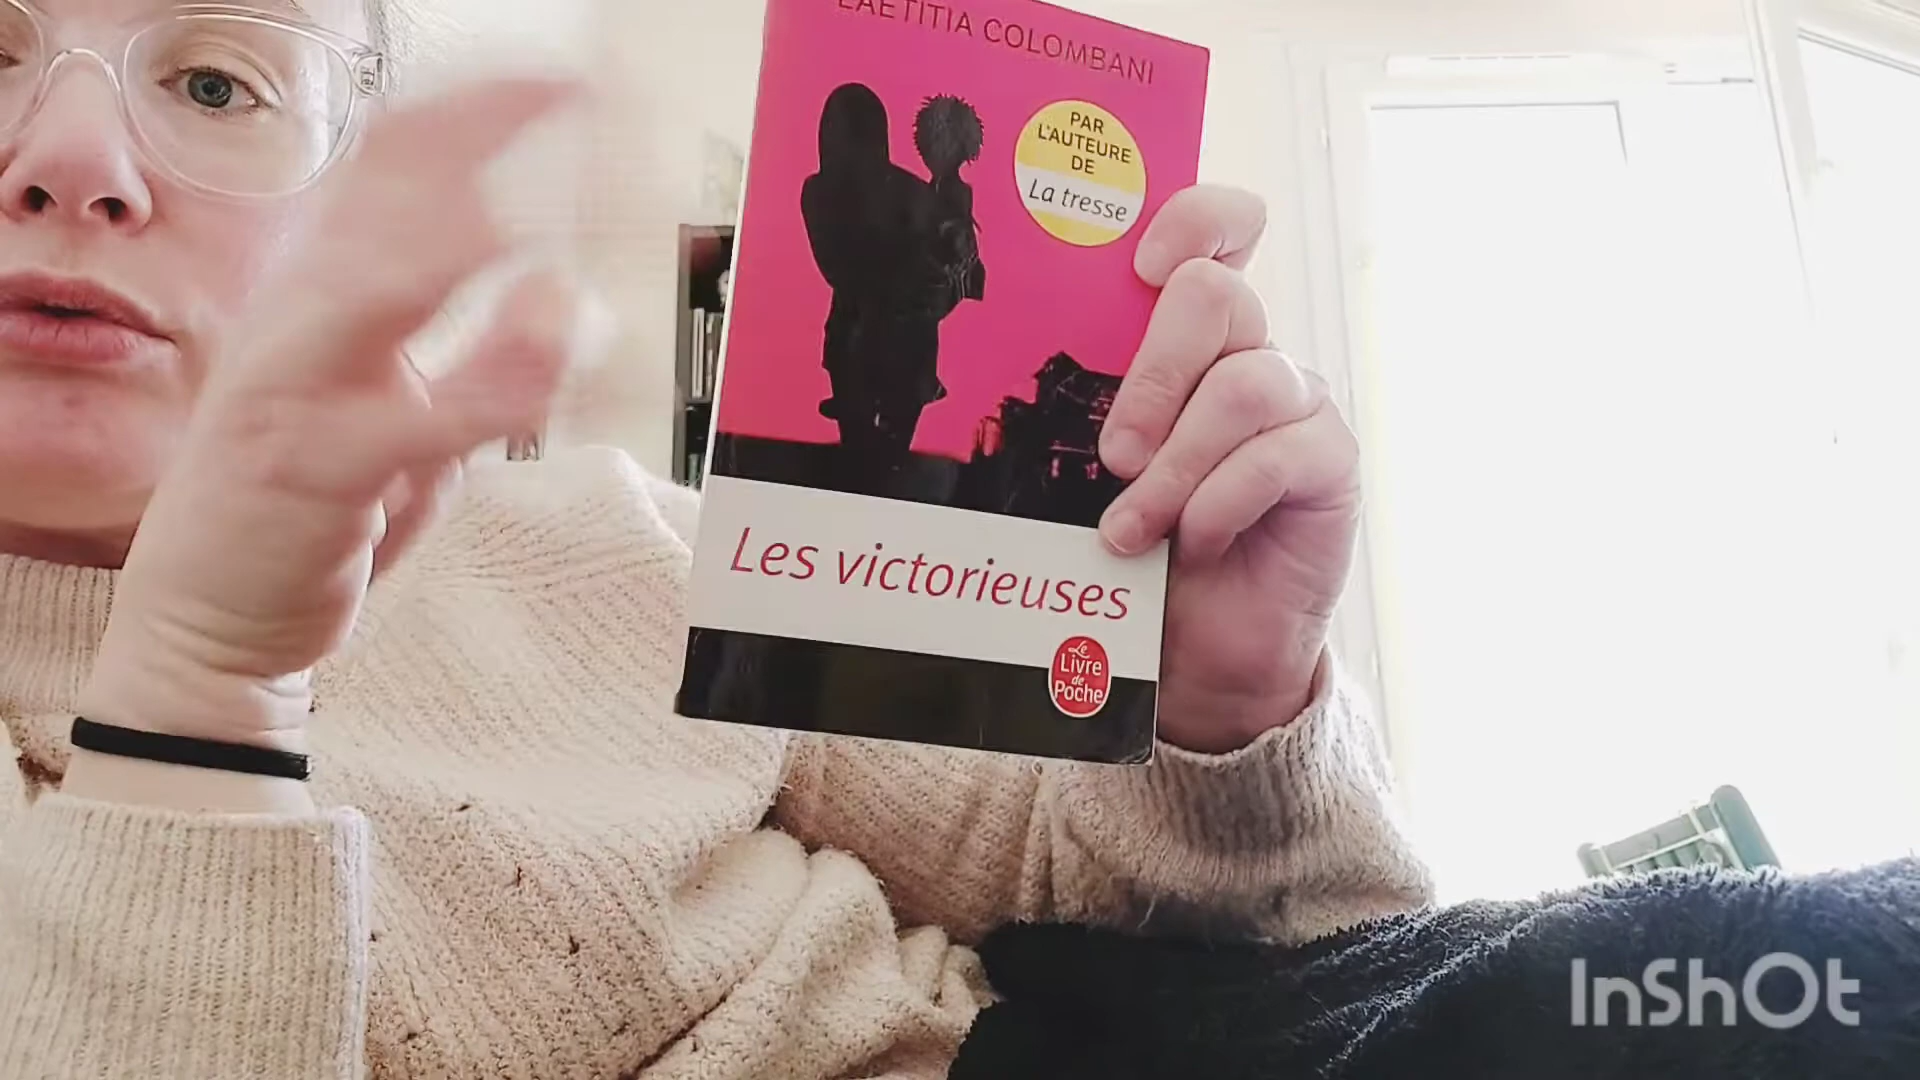 LAETITIA COLOMBANI
PAR
L'AUTEURE
DE
La tresse
Les victorieuses
Le
Livre
de
Poche
InShOt